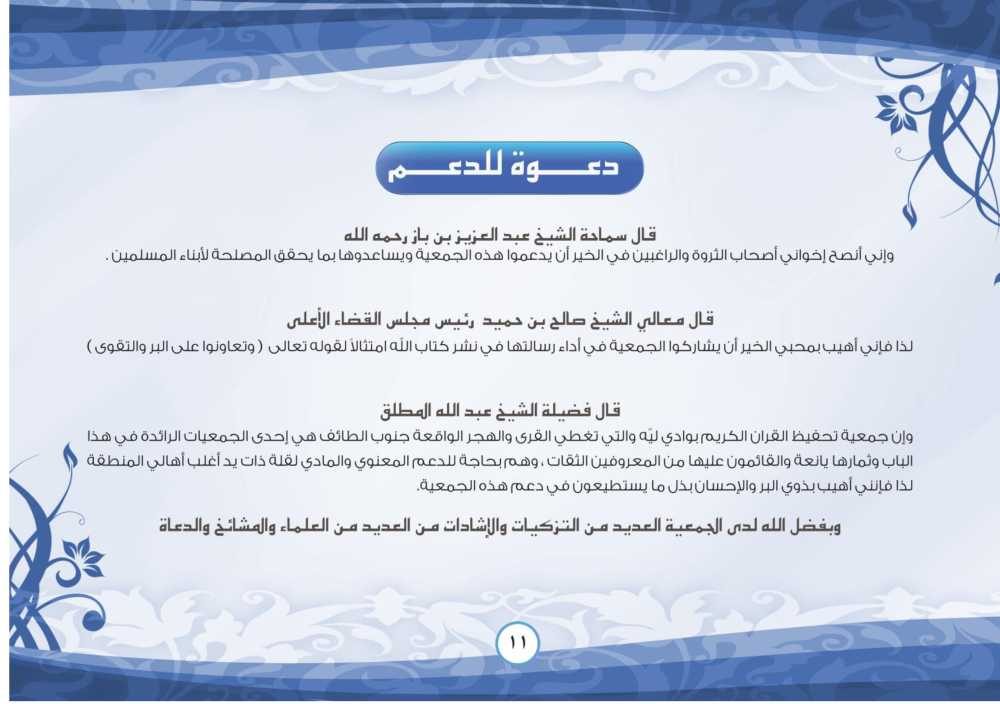 دعـــوة للدعـــم
قال سماحة الشيخ عبد العزيز بن باز رحمه الله
وإني أنصح إخواني أصحاب الثروة والراغبين في الخير أن يدعموا هذه الجمعية ويساعدوها بما يحقق المصلحة لأبناء المسلمين .
قال معالي الشيخ صالح بن حميد رئيس مجلس القضاء الأعلى
لذا فإني أهيب بمحبي الخير أن يشاركوا الجمعية في أداء رسالتها في نشر كتاب الله امتثالاً لقوله تعالى ( وتعاونوا على البر والتقوى )
قال فضيلة الشيخ عبد الله المطلق
وإن جمعية تحفيظ القران الكريم بوادي ليّه والتي تغطي القرى والهجر الواقعة جنوب الطائف هي إحدى الجمعيات الرائدة في هذا
الباب وثمارها يانعة والقائمون عليها من المعروفين الثقات ، وهم بحاجة للدعم المعنوي والمادي لقلة ذات يد أغلب أهالي المنطقة
لذا فإنني أهيب بذوي البر والإحسان بذل ما يستطيعون في دعم هذه الجمعية.
وبفضل الله لدى الجمعية العديد من التزكيات والإشادات من العديد من العلماء والمشائخ والدعاة
١١